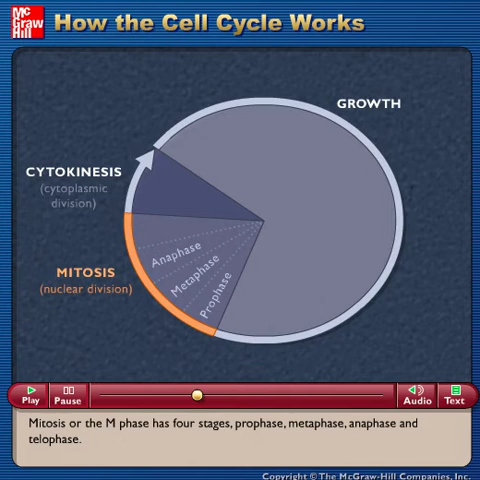 Mc
Graw
Hill
How the Cell Cycle Works
GROWTH
CYTOKINESIS
(cytoplasmic
division)
Anaphase
Metaphase
Prophase
MITOSIS
(nuclear division)
Play
Pause
Audio
Text
Mitosis or the M phase has four stages, prophase, metaphase, anaphase and
telophase.
Copyright © The McGraw-Hill Companies, Inc.